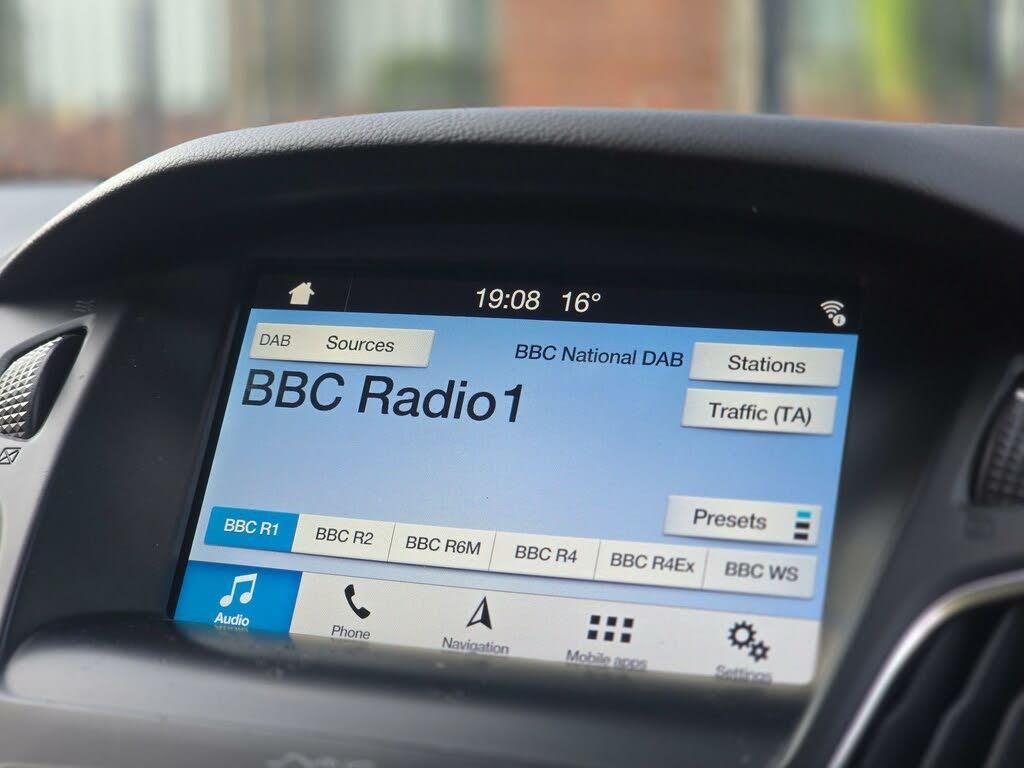 19:08 16°
DAB Sources
BBC National DAB
Stations
BBC Radio1
Traffic (TA)
Presets
BBC R1
BBC R2
BBC R6M
BBC R4
BBC R4Ex
BBC WS
Audio
Phone
Navigation
Mobile apps
Settings